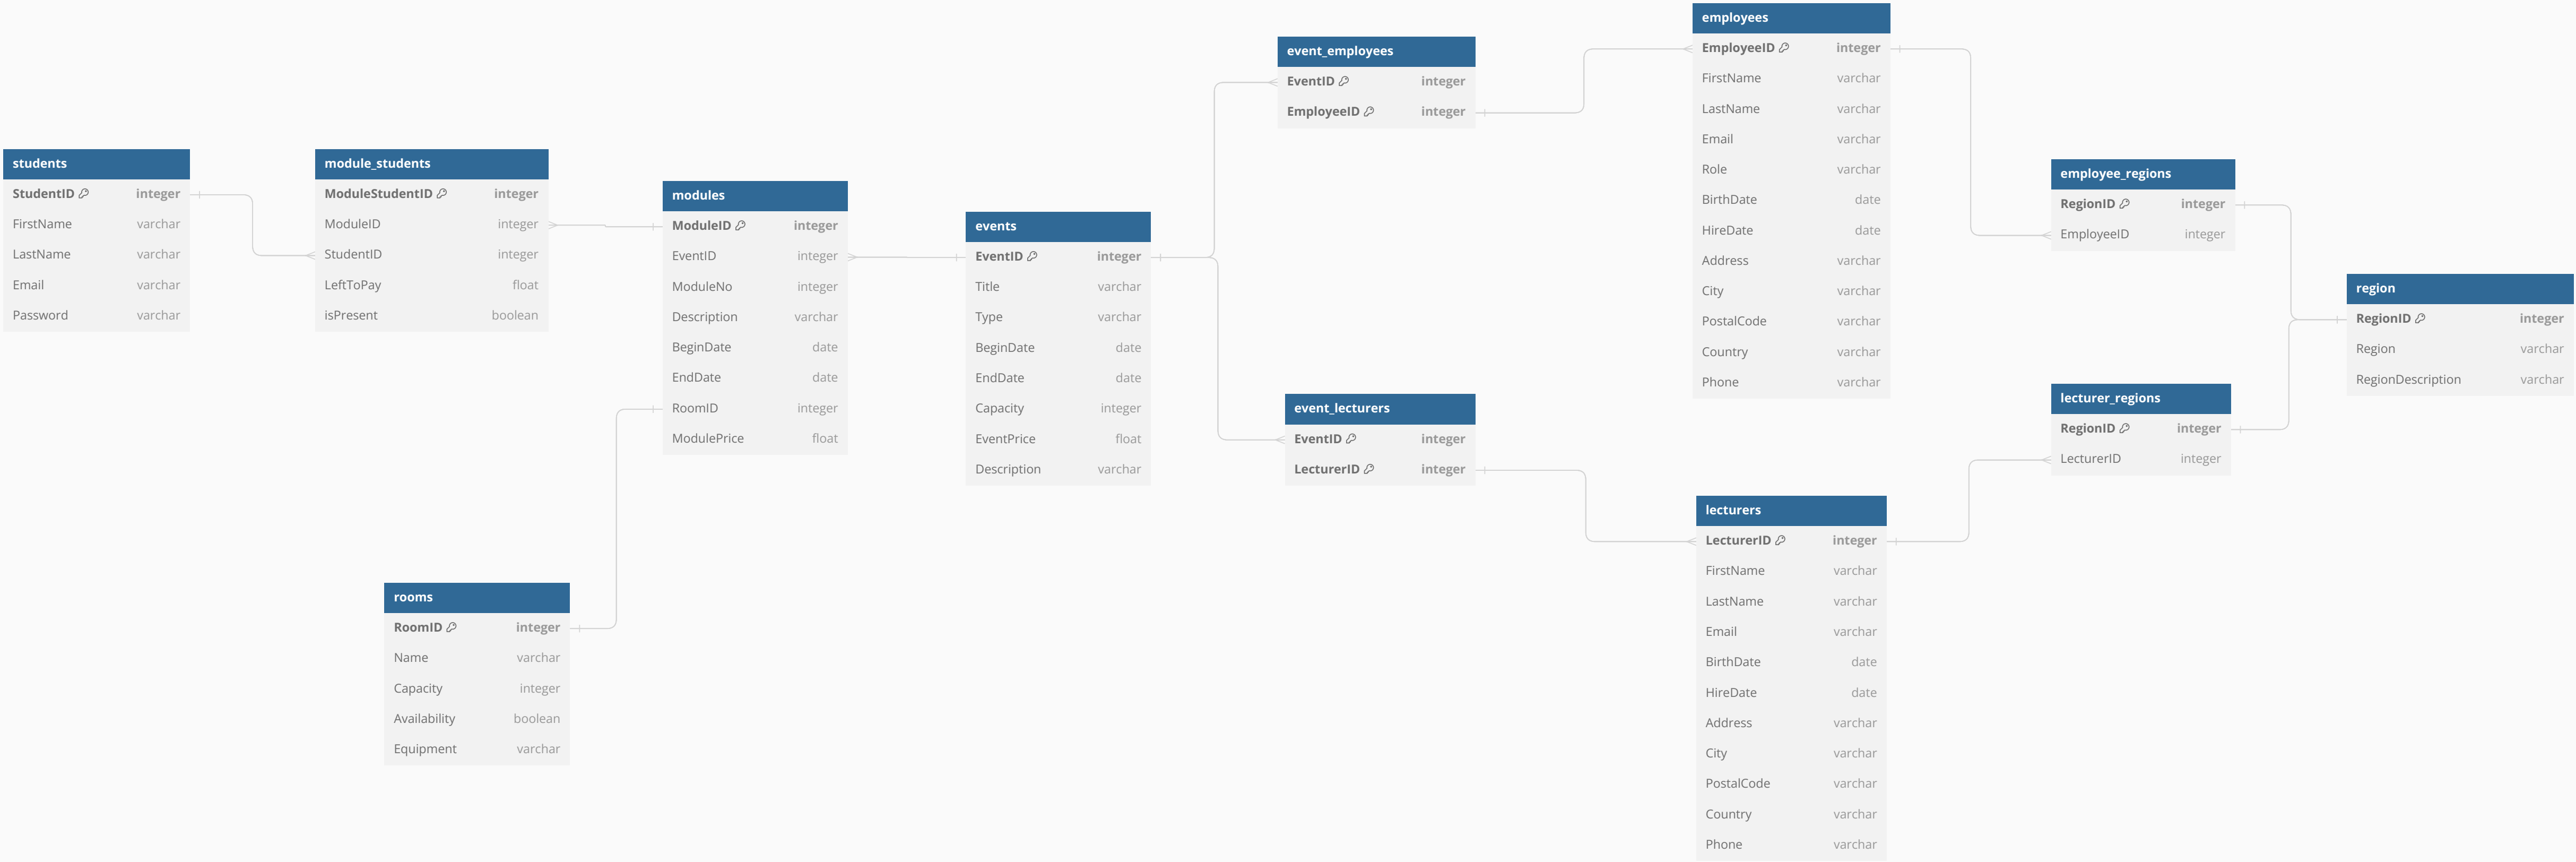 students
StudentID integer
FirstName varchar
LastName varchar
Email varchar
Password varchar
module_students
ModuleStudentID integer
ModuleID integer
StudentID integer
LeftToPay float
isPresent boolean
modules
ModuleID integer
EventID integer
ModuleNo integer
Description varchar
BeginDate date
EndDate date
RoomID integer
ModulePrice float
rooms
RoomID integer
Name varchar
Capacity integer
Availability boolean
Equipment varchar
events
EventID integer
Title varchar
Type varchar
BeginDate date
EndDate date
Capacity integer
EventPrice float
Description varchar
event_employees
EventID integer
EmployeeID integer
event_lecturers
EventID integer
LecturerID integer
employees
EmployeeID integer
FirstName varchar
LastName varchar
Email varchar
Role varchar
BirthDate date
HireDate date
Address varchar
City varchar
PostalCode varchar
Country varchar
Phone varchar
lecturers
LecturerID integer
FirstName varchar
LastName varchar
Email varchar
BirthDate date
HireDate date
Address varchar
City varchar
PostalCode varchar
Country varchar
Phone varchar
employee_regions
RegionID integer
EmployeeID integer
lecturer_regions
RegionID integer
LecturerID integer
region
RegionID integer
Region varchar
RegionDescription varchar